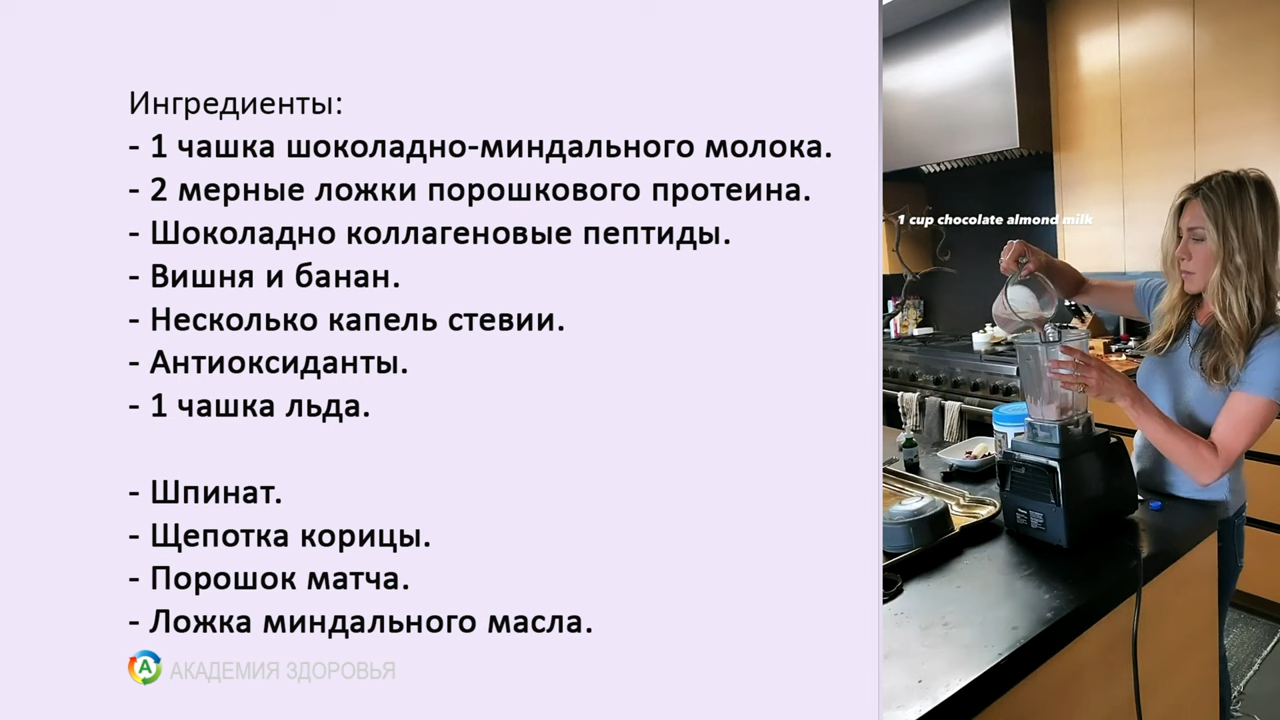 Ингредиенты:
- 1 чашка шоколадно-миндального молока.
- 2 мерные ложки порошкового протеина.
- Шоколадно коллагеновые пептиды.
- Вишня и банан.
- Несколько капель стевии.
- Антиоксиданты.
- 1 чашка льда.
- Шпинат.
- Щепотка корицы.
- Порошок матча.
- Ложка миндального масла.
А АКАДЕМИЯ ЗДОРОВЬЯ
1 cup chocolate almond milk